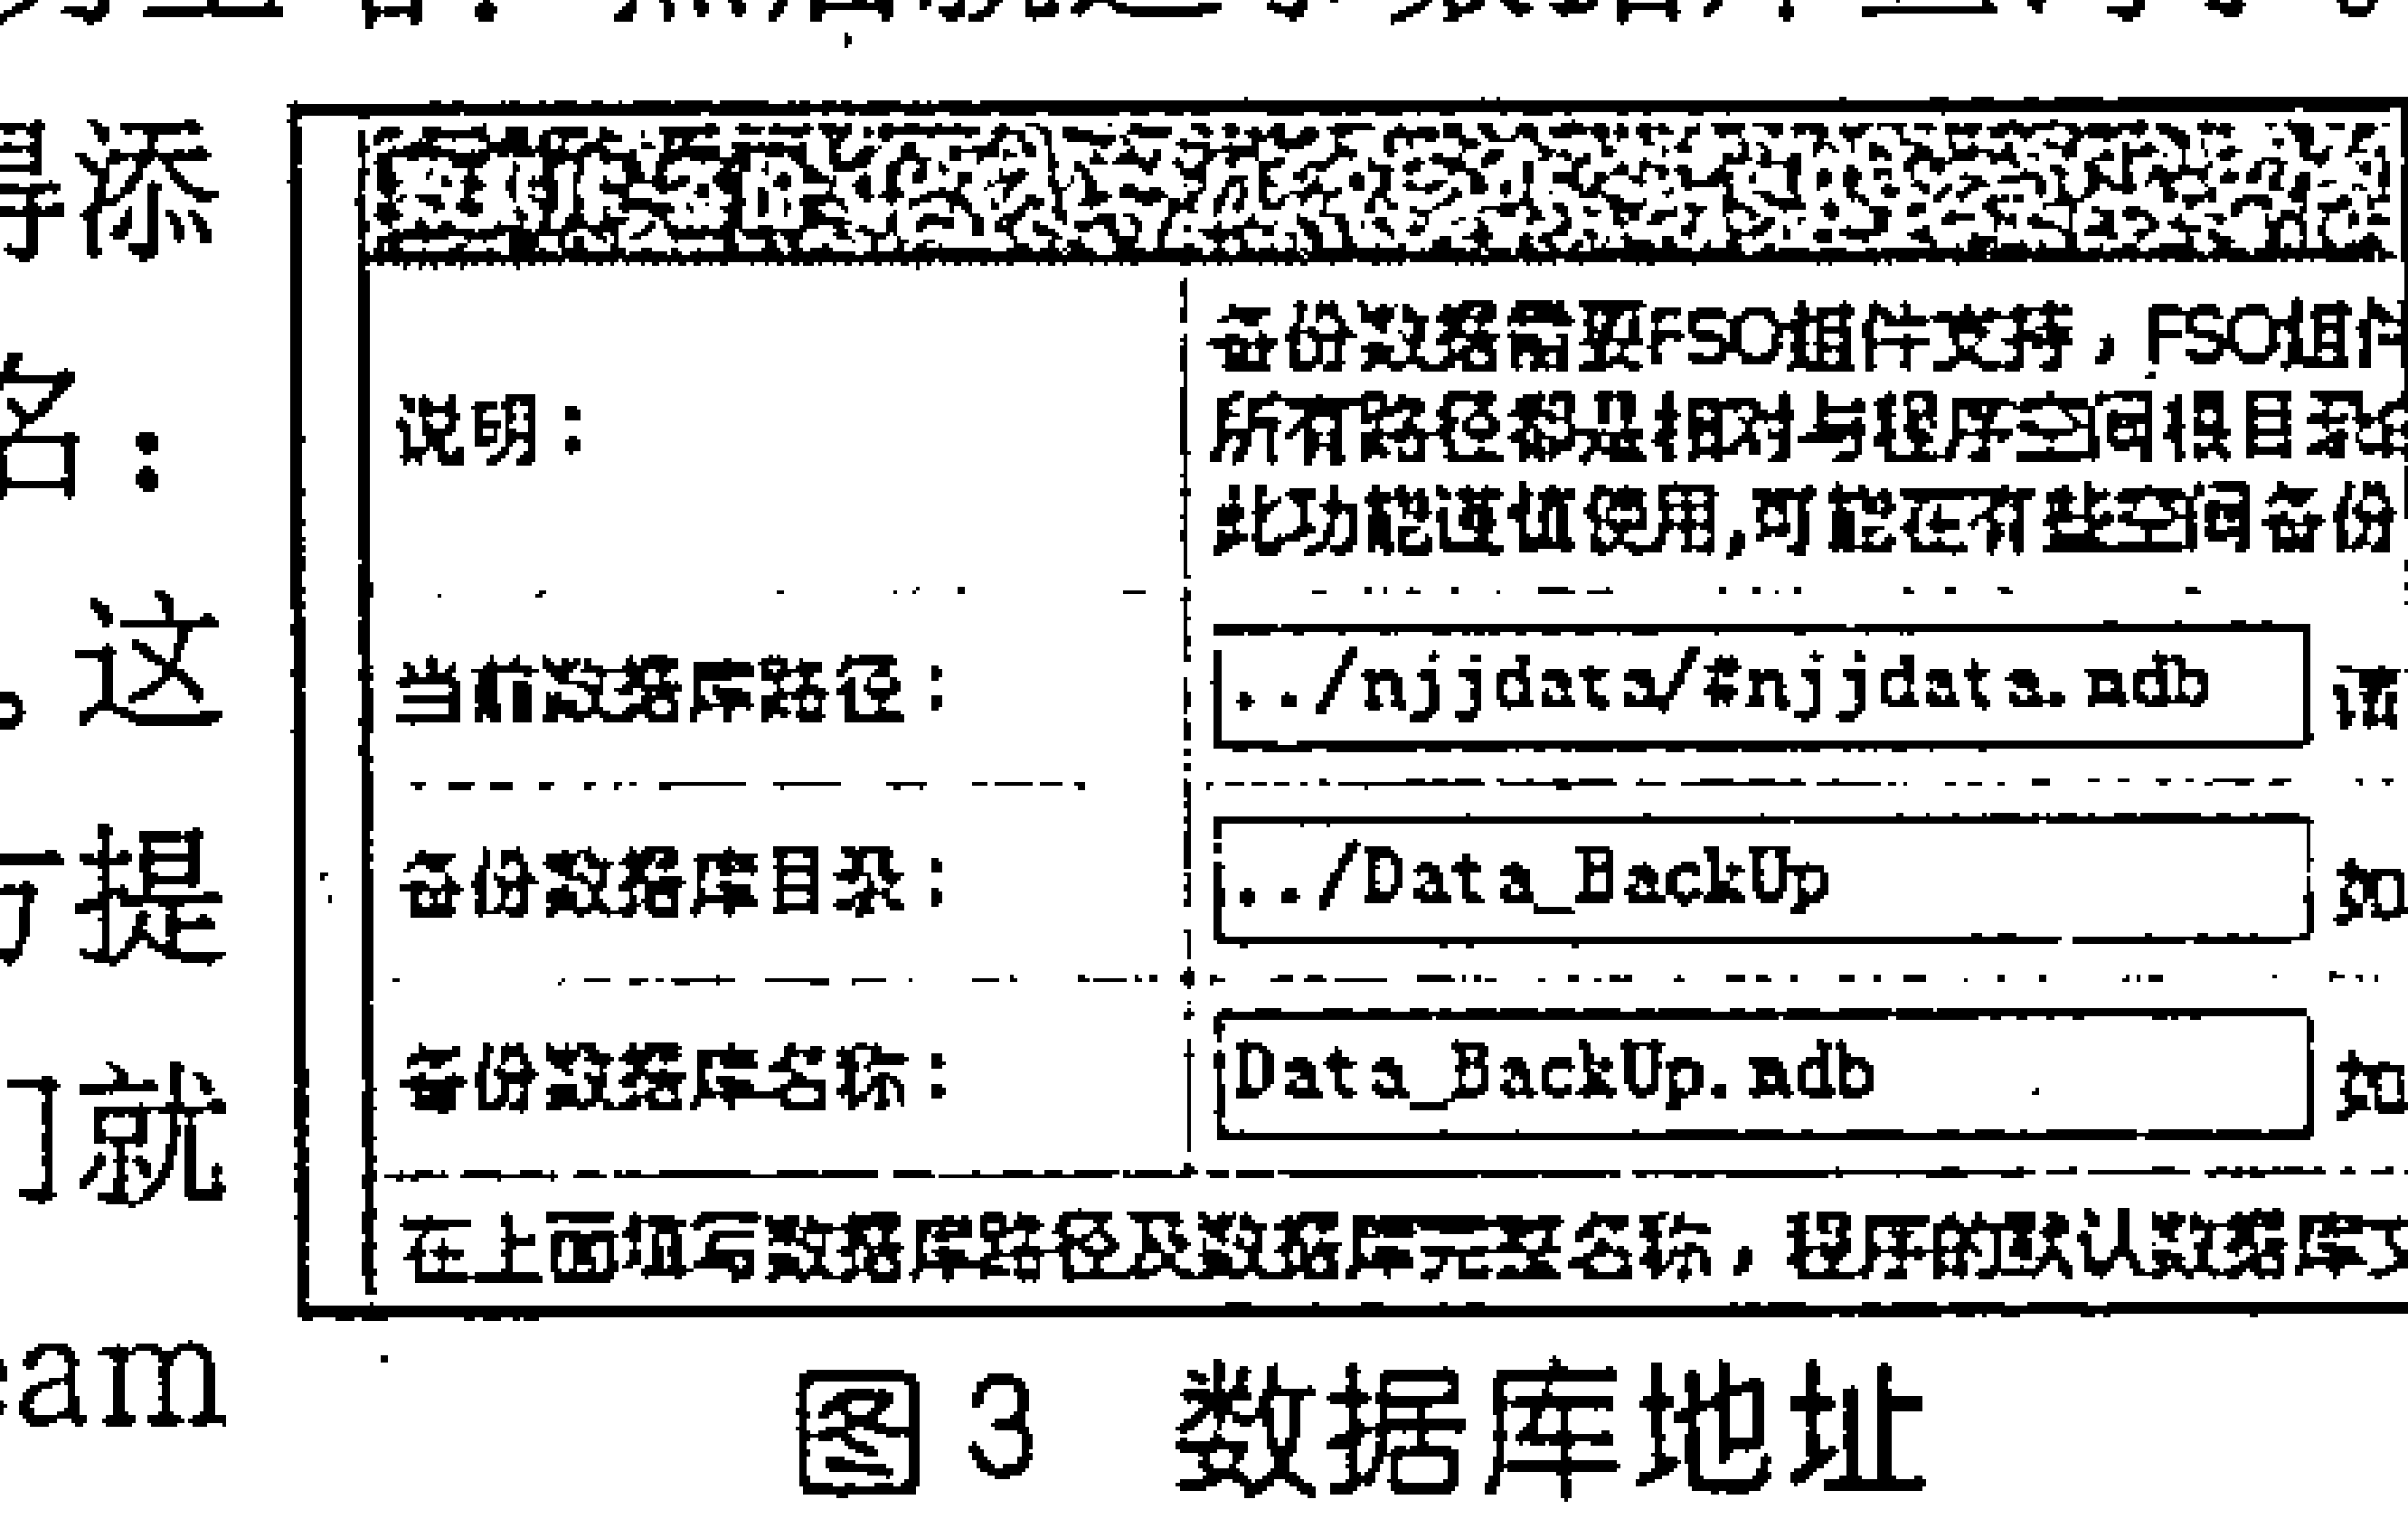 得添
名：
。这
方提
们就
cam
说明：
备份数据需要FSO组件支持，FSO组件
所有路径都是相对与程序空间根目录
此功能谨慎使用,可能在有些空间备份
当前数据库路径：
../njjdata/#njjdata.mdb
备份数据库目录：
../Data_BackUp
如
备份数据库名称：
Data_BackUp.mdb
如
在上面填写数据库路径及数据库完整名称，程序的默认数据库文
图3 数据库地址